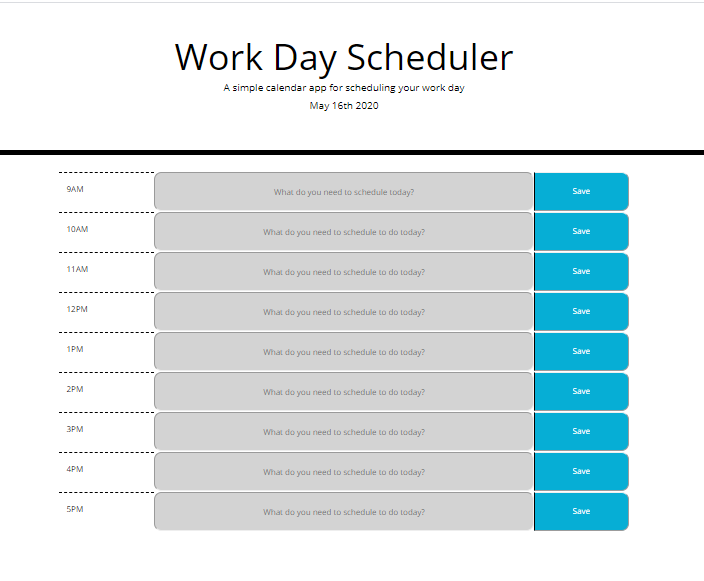 Work Day Scheduler
A simple calendar app for scheduling your work day
May 16th 2020
9AM What do you need to schedule today? Save
10AM What do you need to schedule to do today? Save
11AM What do you need to schedule to do today? Save
12PM What do you need to schedule to do today? Save
1PM What do you need to schedule to do today? Save
2PM What do you need to schedule to do today? Save
3PM What do you need to schedule to do today? Save
4PM What do you need to schedule to do today? Save
5PM What do you need to schedule to do today? Save